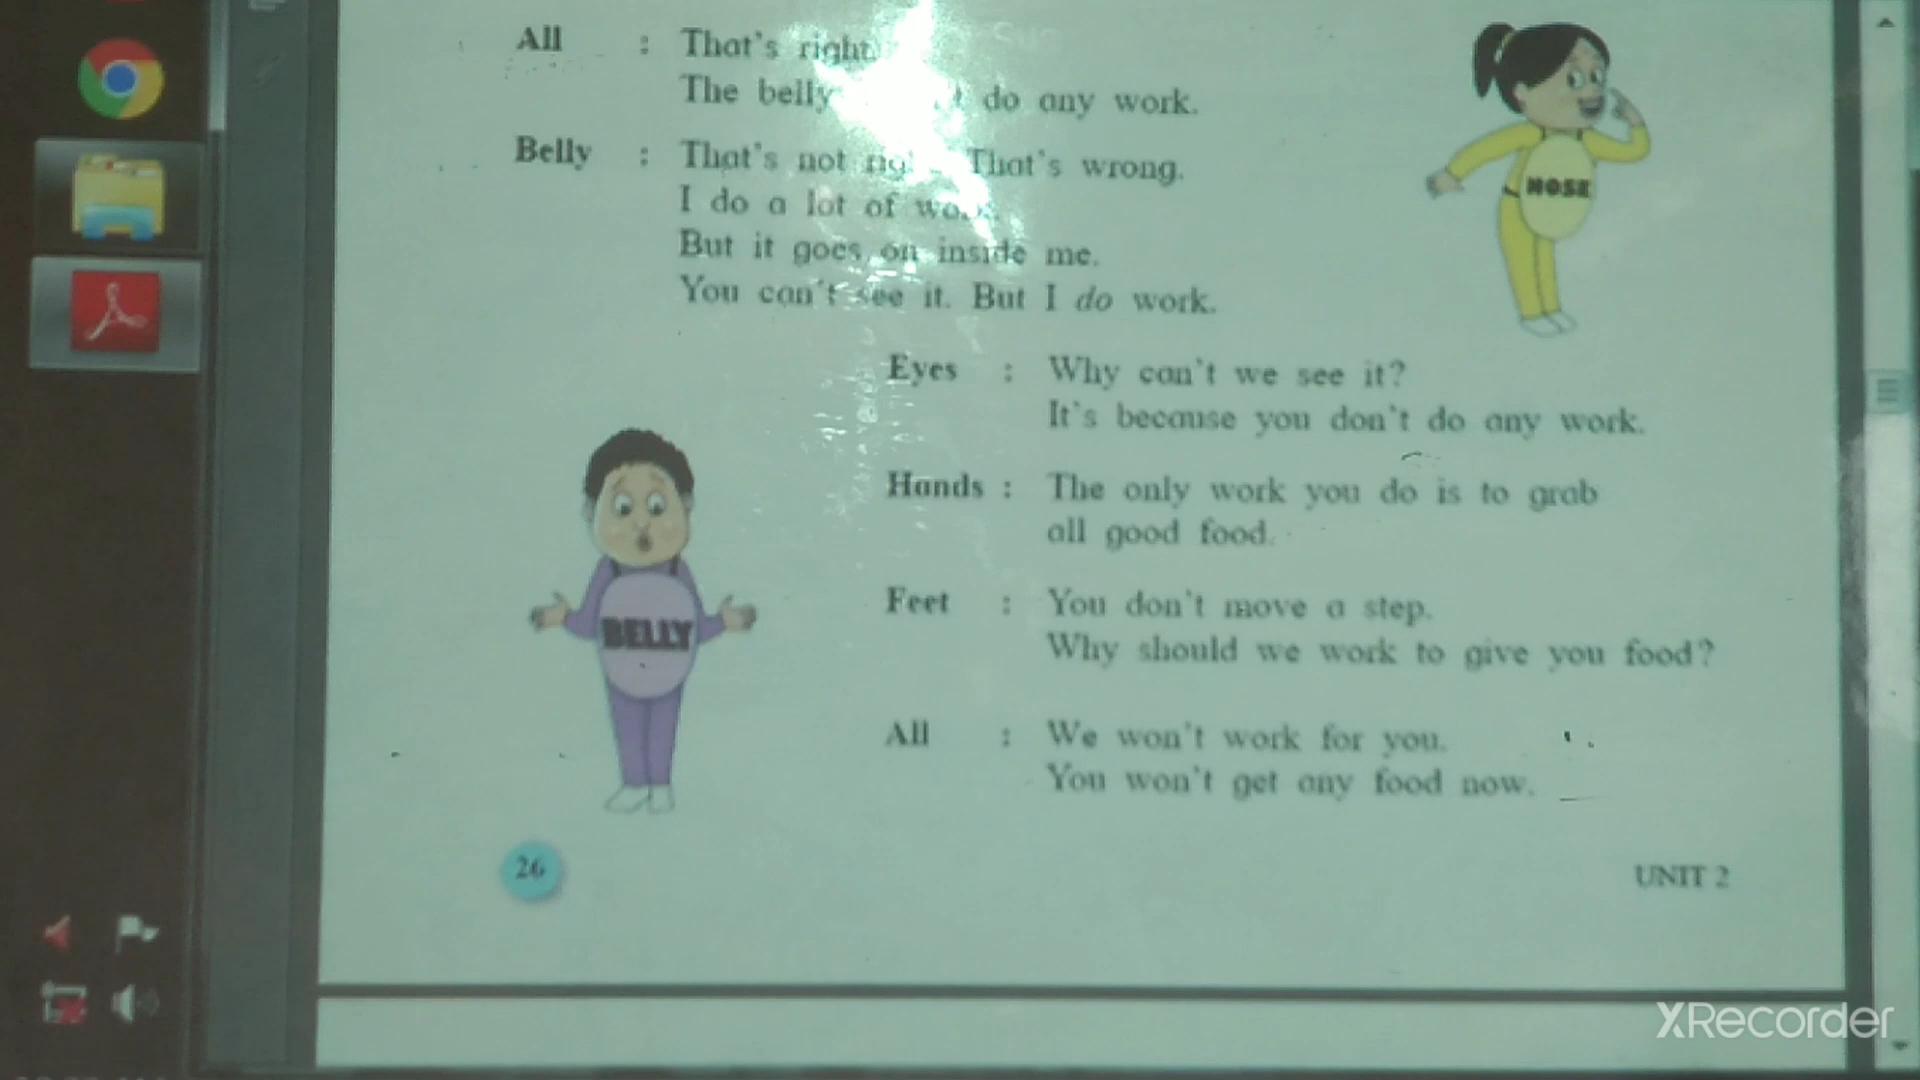 All : That's right
The belly do any work.
NOSE
Belly : That's not That's wrong.
I do a lot of
But it goes on inside me.
You can't see it. But I do work.
Eyes : Why can't we see it?
It's because you don't do any work.
Hands : The only work you do is to grab
all good food.
BELLY
Feet : You don't move a step.
Why should we work to give you food?
All : We won't work for you.
You won't get any food now.
26
UNIT 2
XRecorder